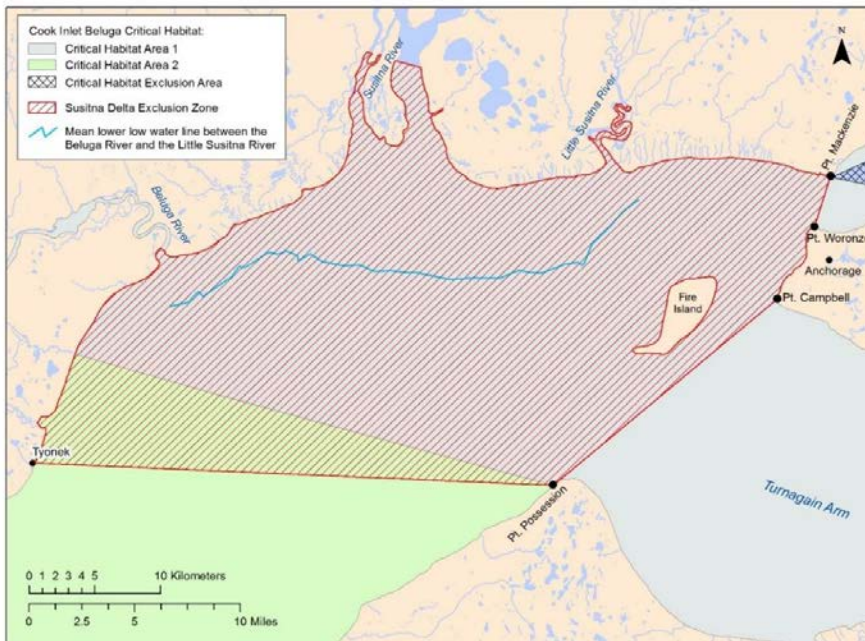 Cook Inlet Beluga Critical Habitat:
Critical Habitat Area 1
Critical Habitat Area 2
Critical Habitat Exclusion Area
Susitna Delta Exclusion Zone
Mean lower low water line between the
Beluga River and the Little Susitna River
N
Susitna River
Little Susitna River
Pt. Mackenzie
Beluga River
Pt. Woronzo
Anchorage
Pt. Campbell
Fire
Island
Tyonek
Pt. Possession
Turnagain Arm
0 1 2 3 4 5 10 Kilometers
0 2.5 5 10 Miles